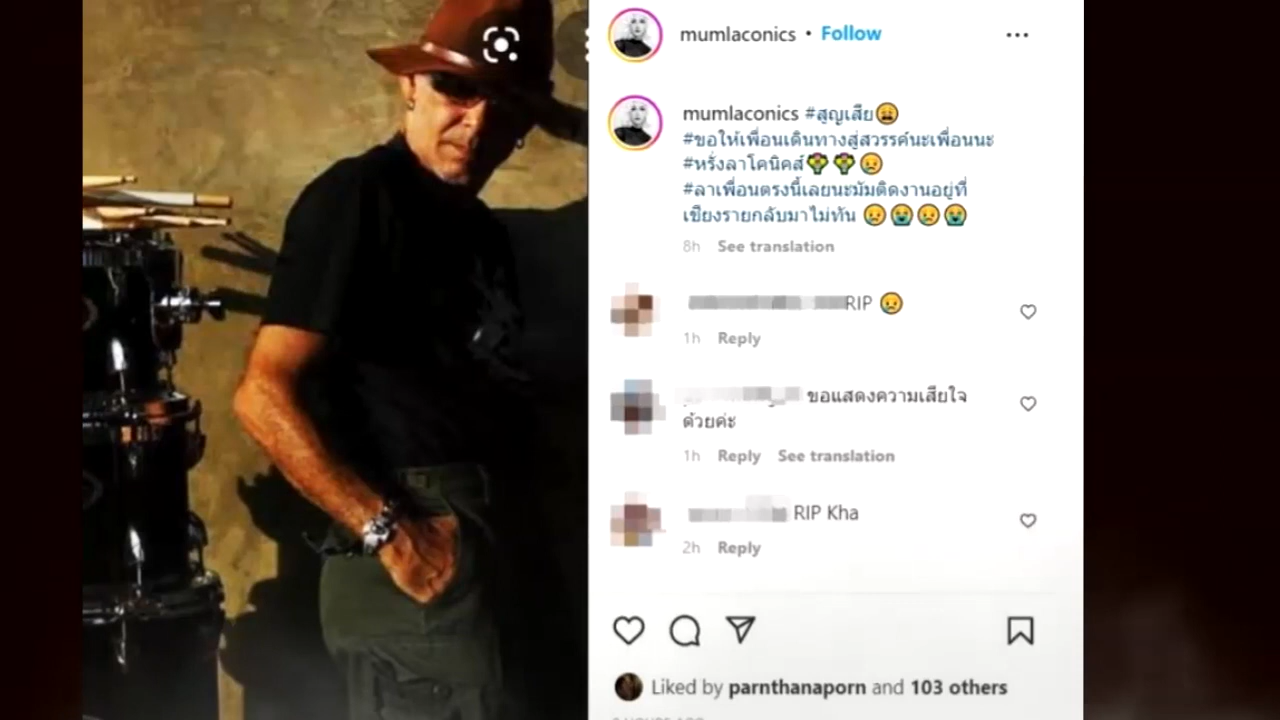 mumlaconics • Follow
mumlaconics #สูญเสีย😩
#ขอให้เพื่อนเดินทางสู่สวรรค์นะเพื่อนนะ
#หรั่งลาโคนิคส์💐💐😢
#ลาเพื่อนตรงนี้เลยนะมัมติดงานอยู่ที่
เชียงรายกลับมาไม่ทัน 😢😭😢😭
8h See translation
RIP 😢
1h Reply
ขอแสดงความเสียใจ
ด้วยค่ะ
1h Reply See translation
RIP Kha
2h Reply
Liked by parnthanaporn and 103 others